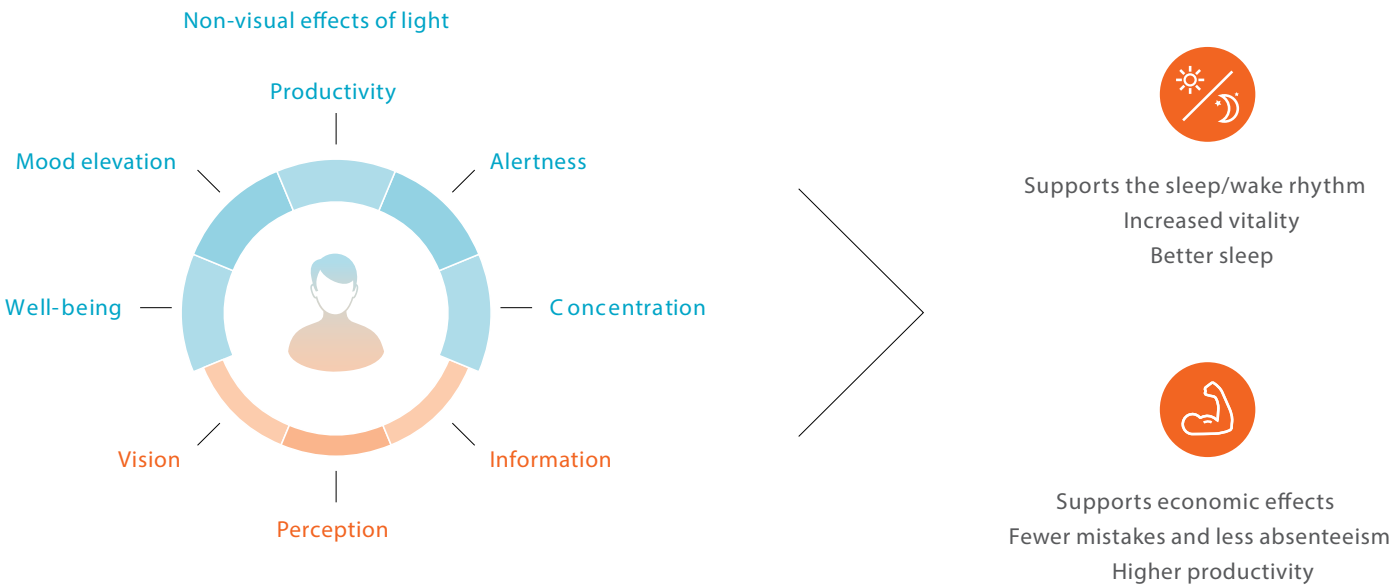 Non-visual effects of light
Productivity
Mood elevation
Alertness
Well-being
Concentration
Vision
Information
Perception
Supports the sleep/wake rhythm
Increased vitality
Better sleep
Supports economic effects
Fewer mistakes and less absenteeism
Higher productivity